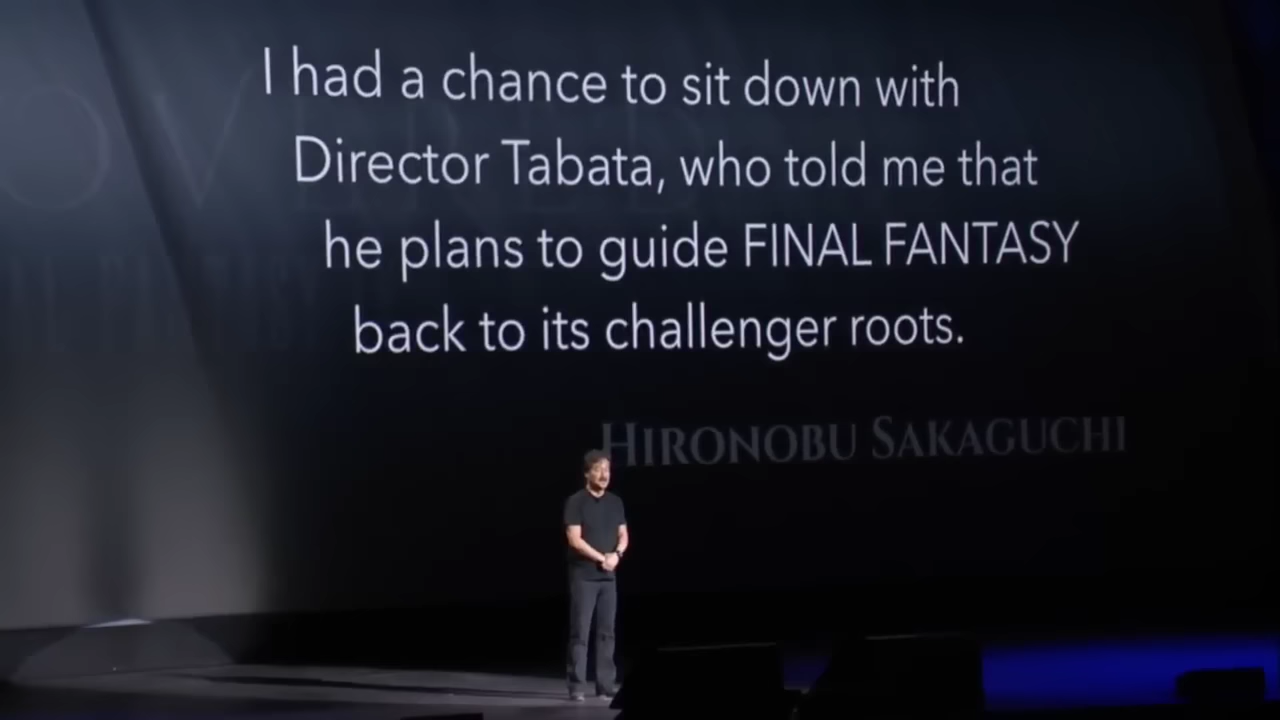 I had a chance to sit down with
Director Tabata, who told me that
he plans to guide FINAL FANTASY
back to its challenger roots.
HIRONOBU SAKAGUCHI